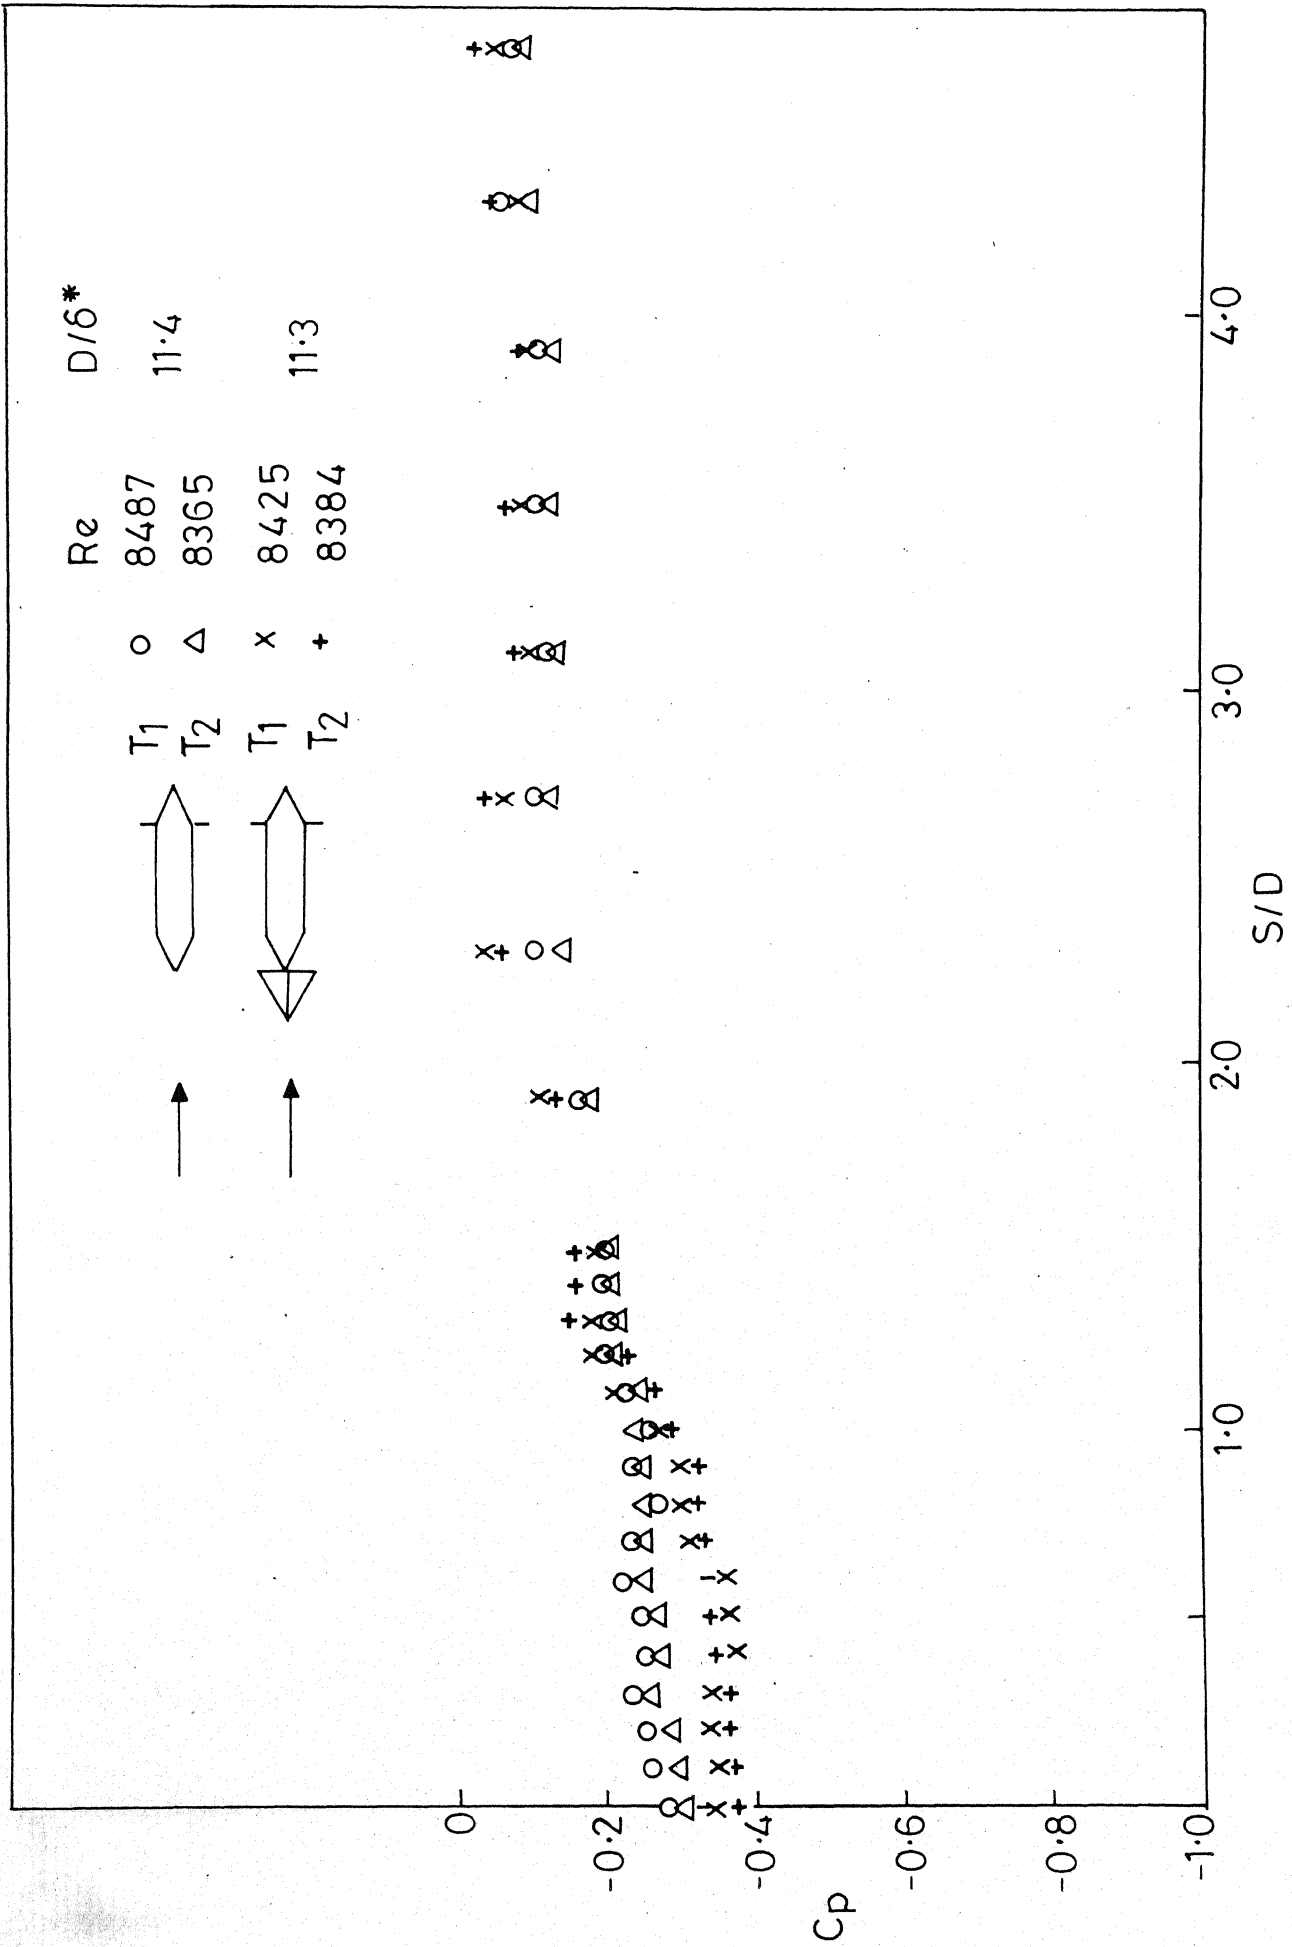 Re D/δ*
T1 o 8487 11·4
T2 △ 8365
T1 x 8425 11·3
T2 + 8384
0
-0·2
-0·4
-0·6
-0·8
-1·0
Cp
1·0 2·0 3·0 4·0
S/D